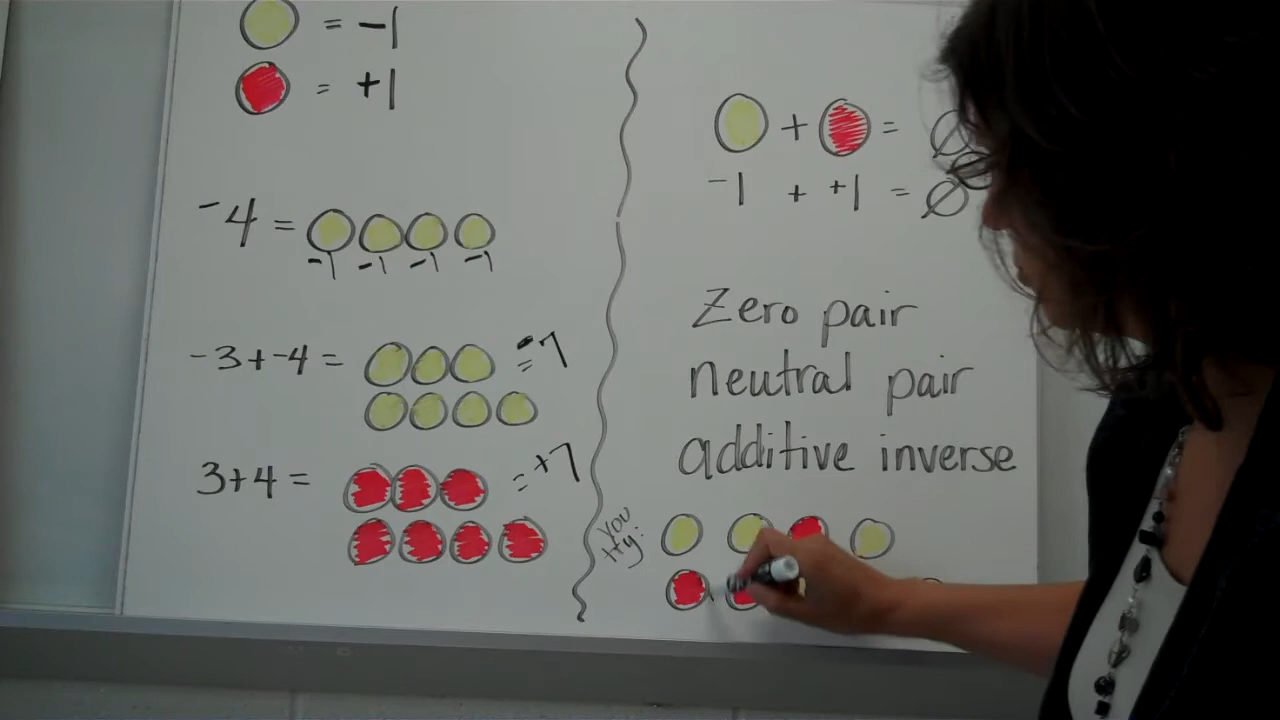 = -1
= +1
-4 =
-1 -1 -1 -1
-3+-4= =-7
3+4= =+7
+ = ∅
-1 + +1 = ∅
Zero pair
neutral pair
additive inverse
You
try: